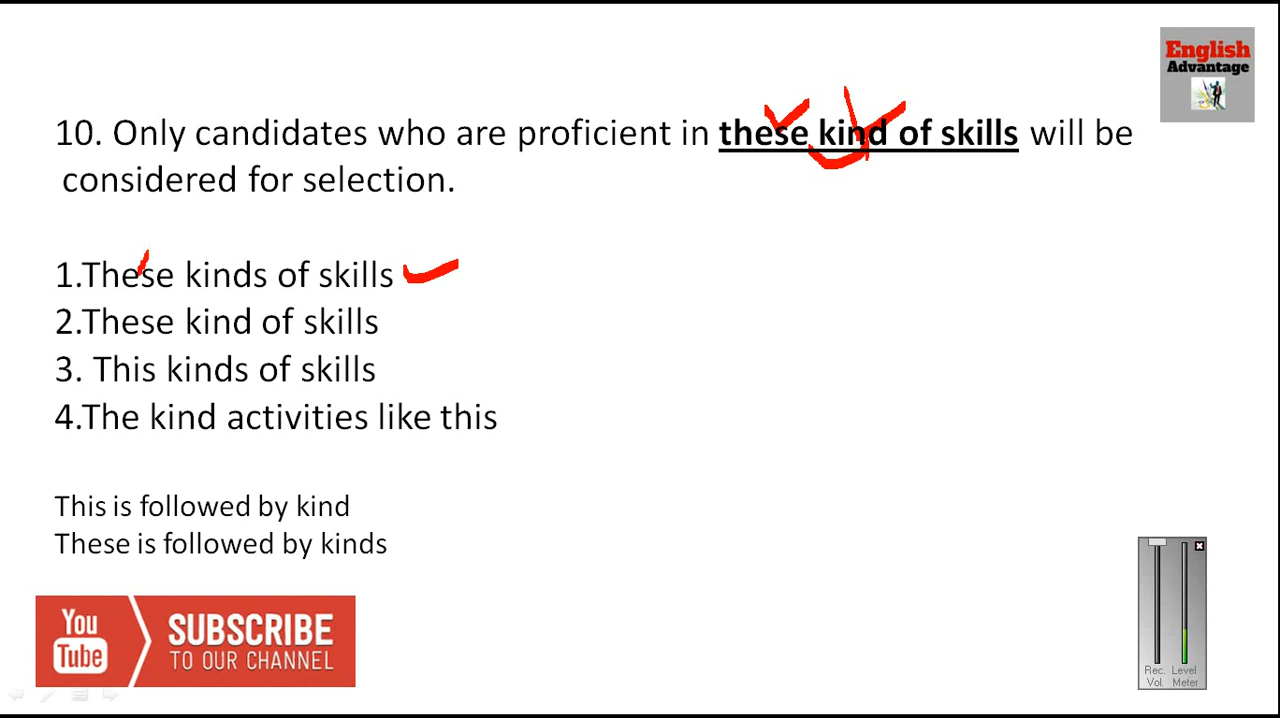 English
Advantage
10. Only candidates who are proficient in these kind of skills will be
considered for selection.
1.These kinds of skills
2.These kind of skills
3. This kinds of skills
4.The kind activities like this
This is followed by kind
These is followed by kinds
You
Tube
SUBSCRIBE
TO OUR CHANNEL
Rec. Level
Vol. Meter